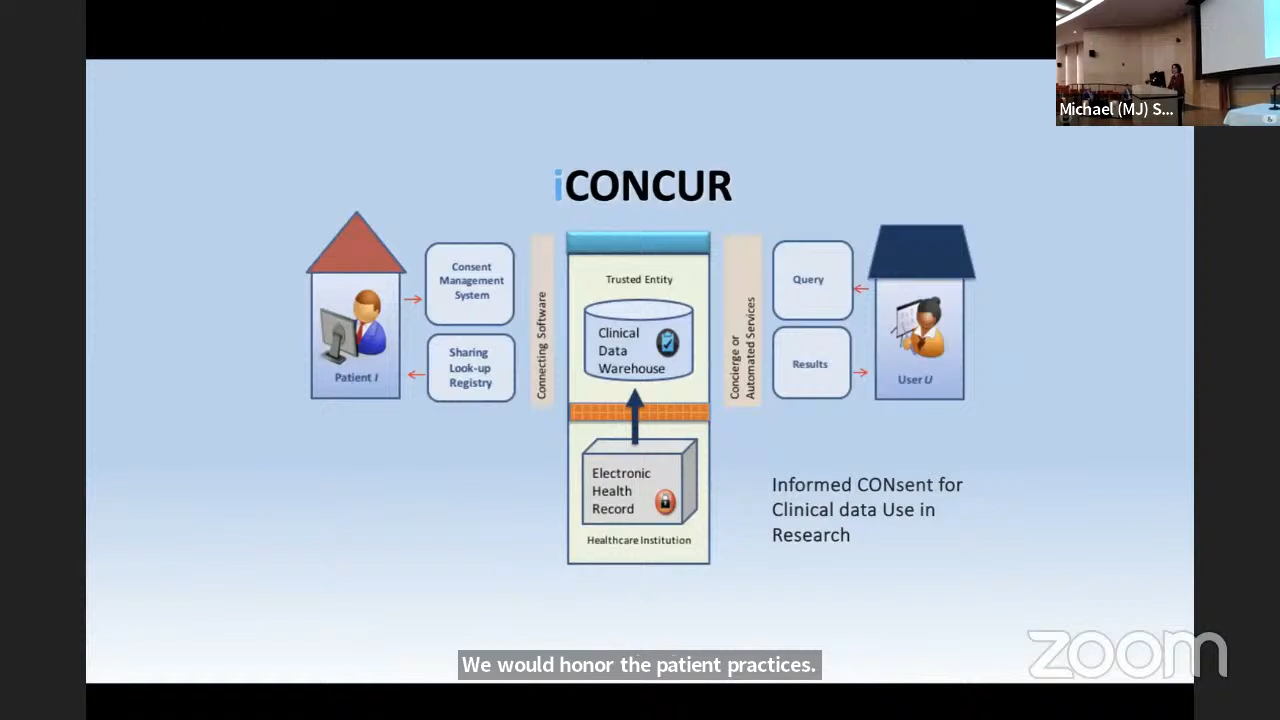 Michael (MJ) S...
iCONCUR
Consent
Management
System
Sharing
Look-up
Registry
Patient I
Connecting Software
Trusted Entity
Clinical
Data
Warehouse
Electronic
Health
Record
Healthcare Institution
Concierge or
Automated Services
Query
Results
User U
Informed CONsent for
Clinical data Use in
Research
We would honor the patient practices.
zoom